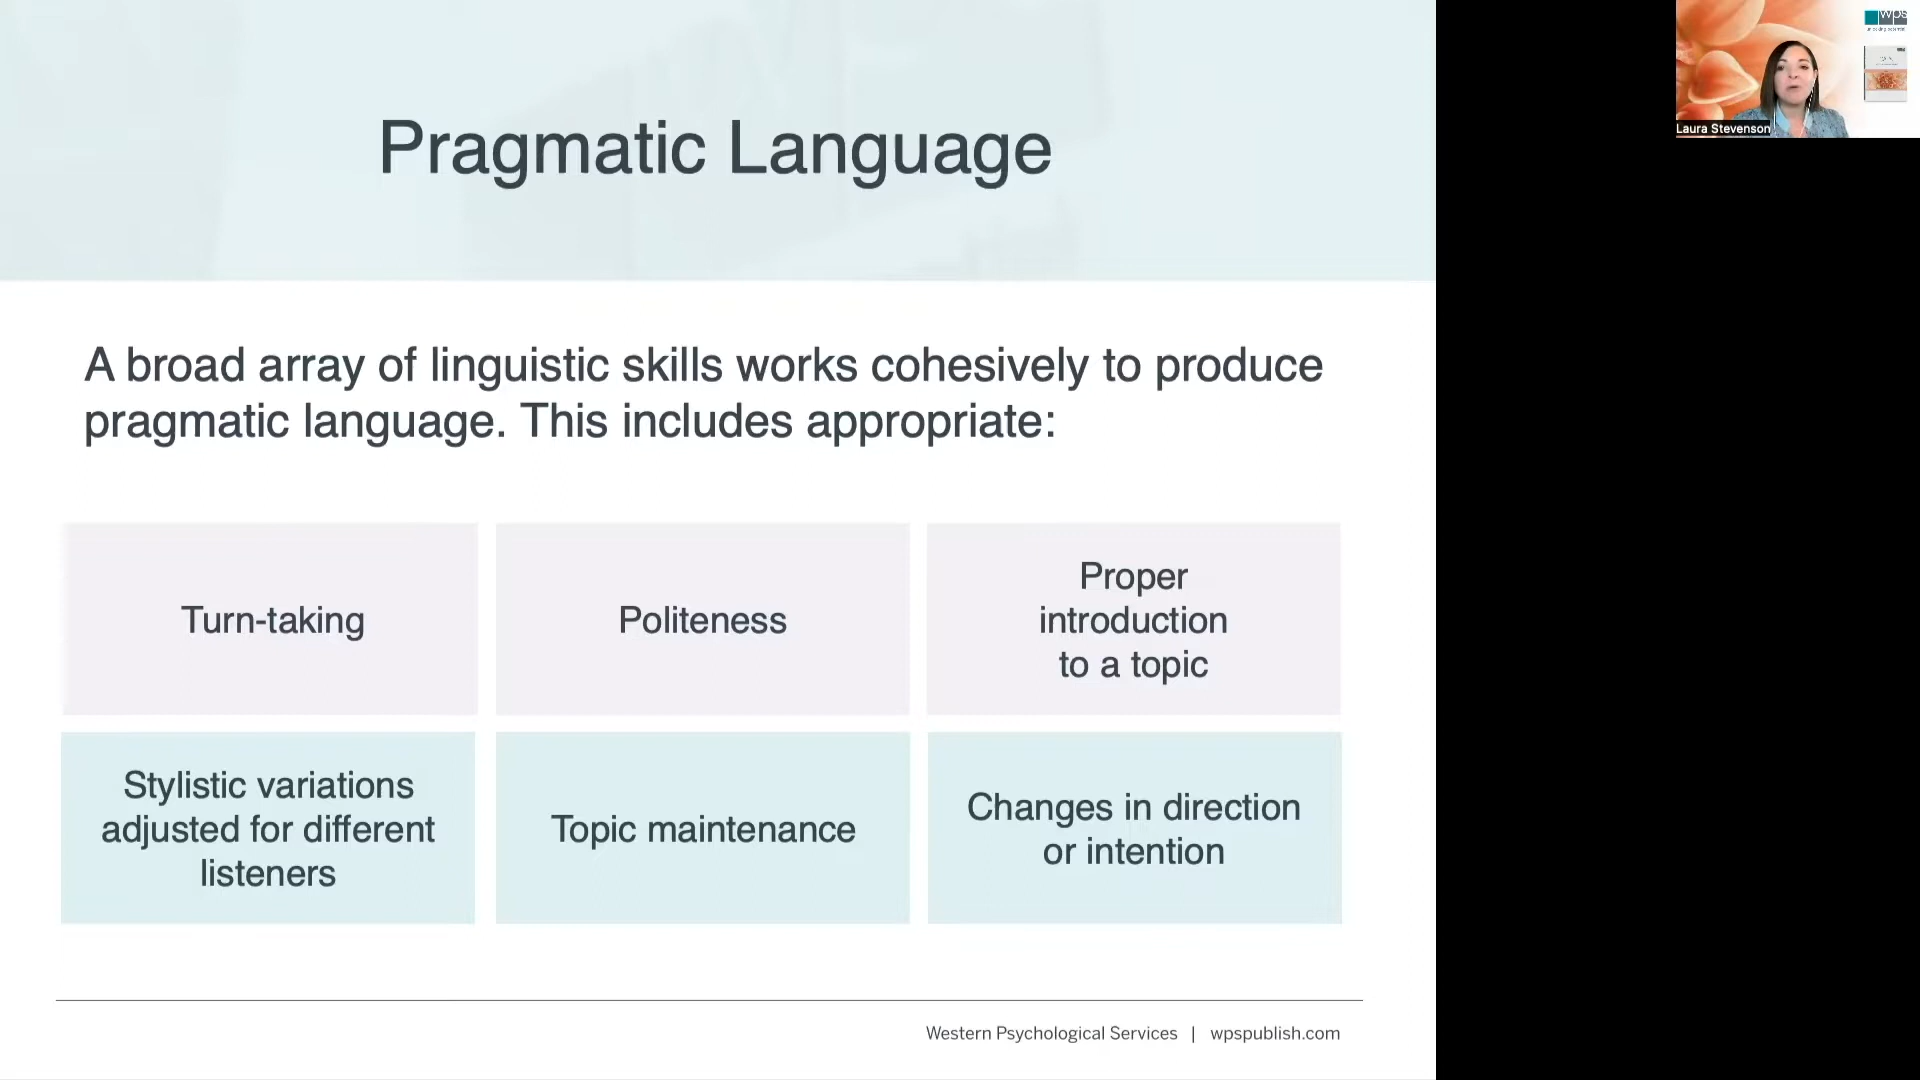 Pragmatic Language
A broad array of linguistic skills works cohesively to produce
pragmatic language. This includes appropriate:
Turn-taking
Politeness
Proper
introduction
to a topic
Stylistic variations
adjusted for different
listeners
Topic maintenance
Changes in direction
or intention
Western Psychological Services | wpspublish.com
wps
Laura Stevenson